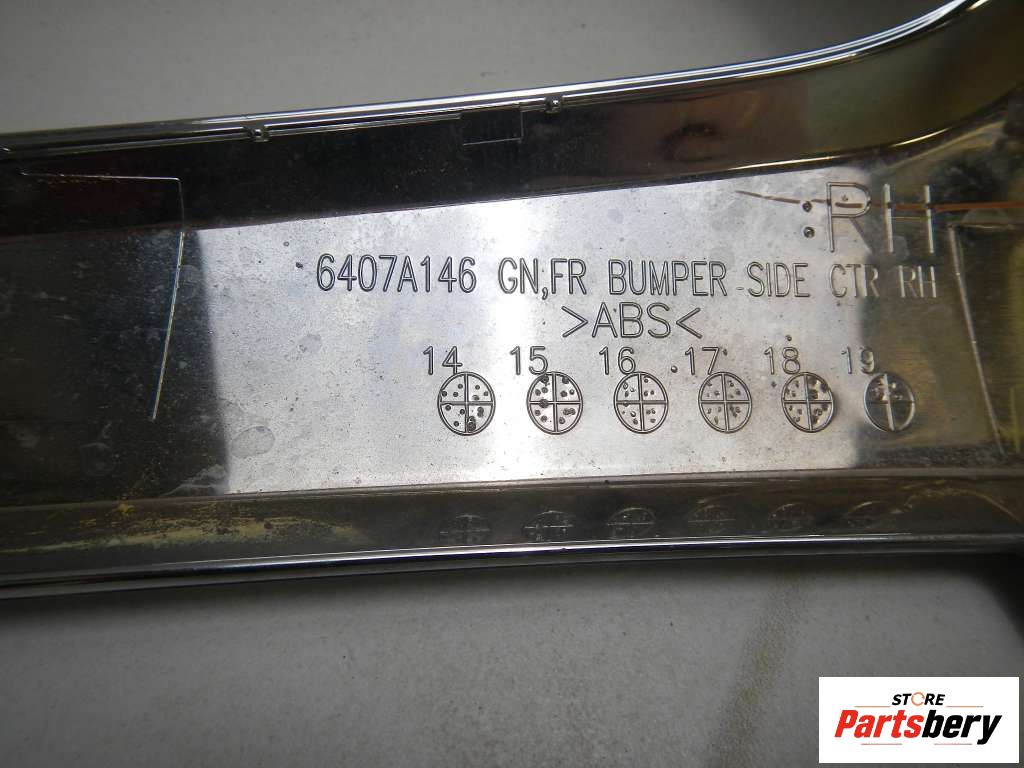 :RH
6407A146 GN,FR BUMPER SIDE CTR RH
>ABS<
14 15 16 17 18 19
STORE
Partsbery